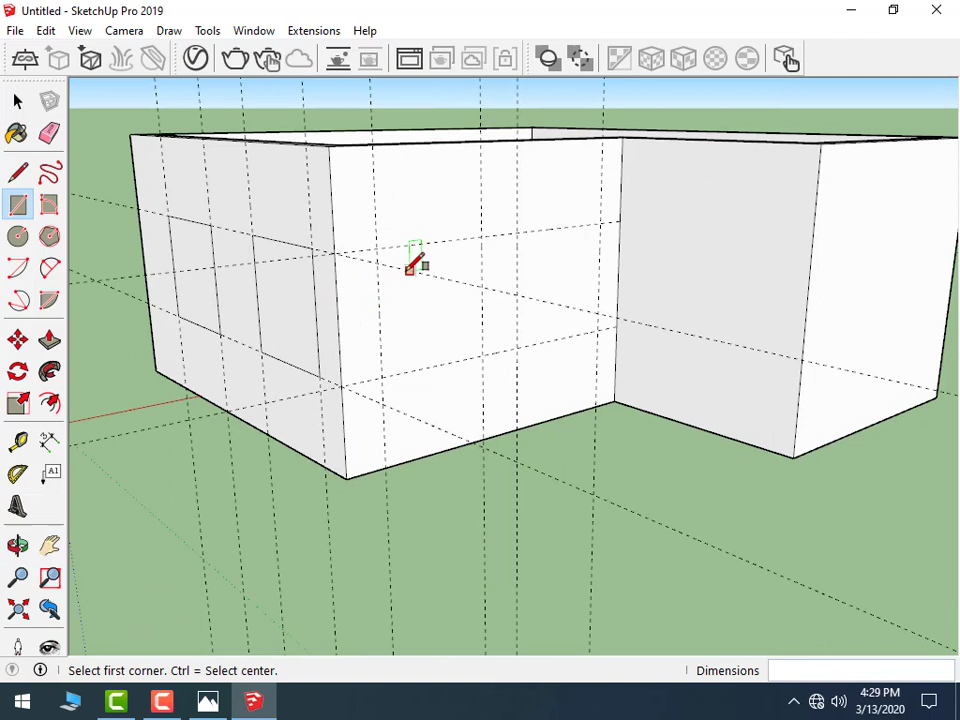 Untitled - SketchUp Pro 2019
File Edit View Camera Draw Tools Window Extensions Help
A1
Select first corner. Ctrl = Select center.
Dimensions
4:29 PM
3/13/2020